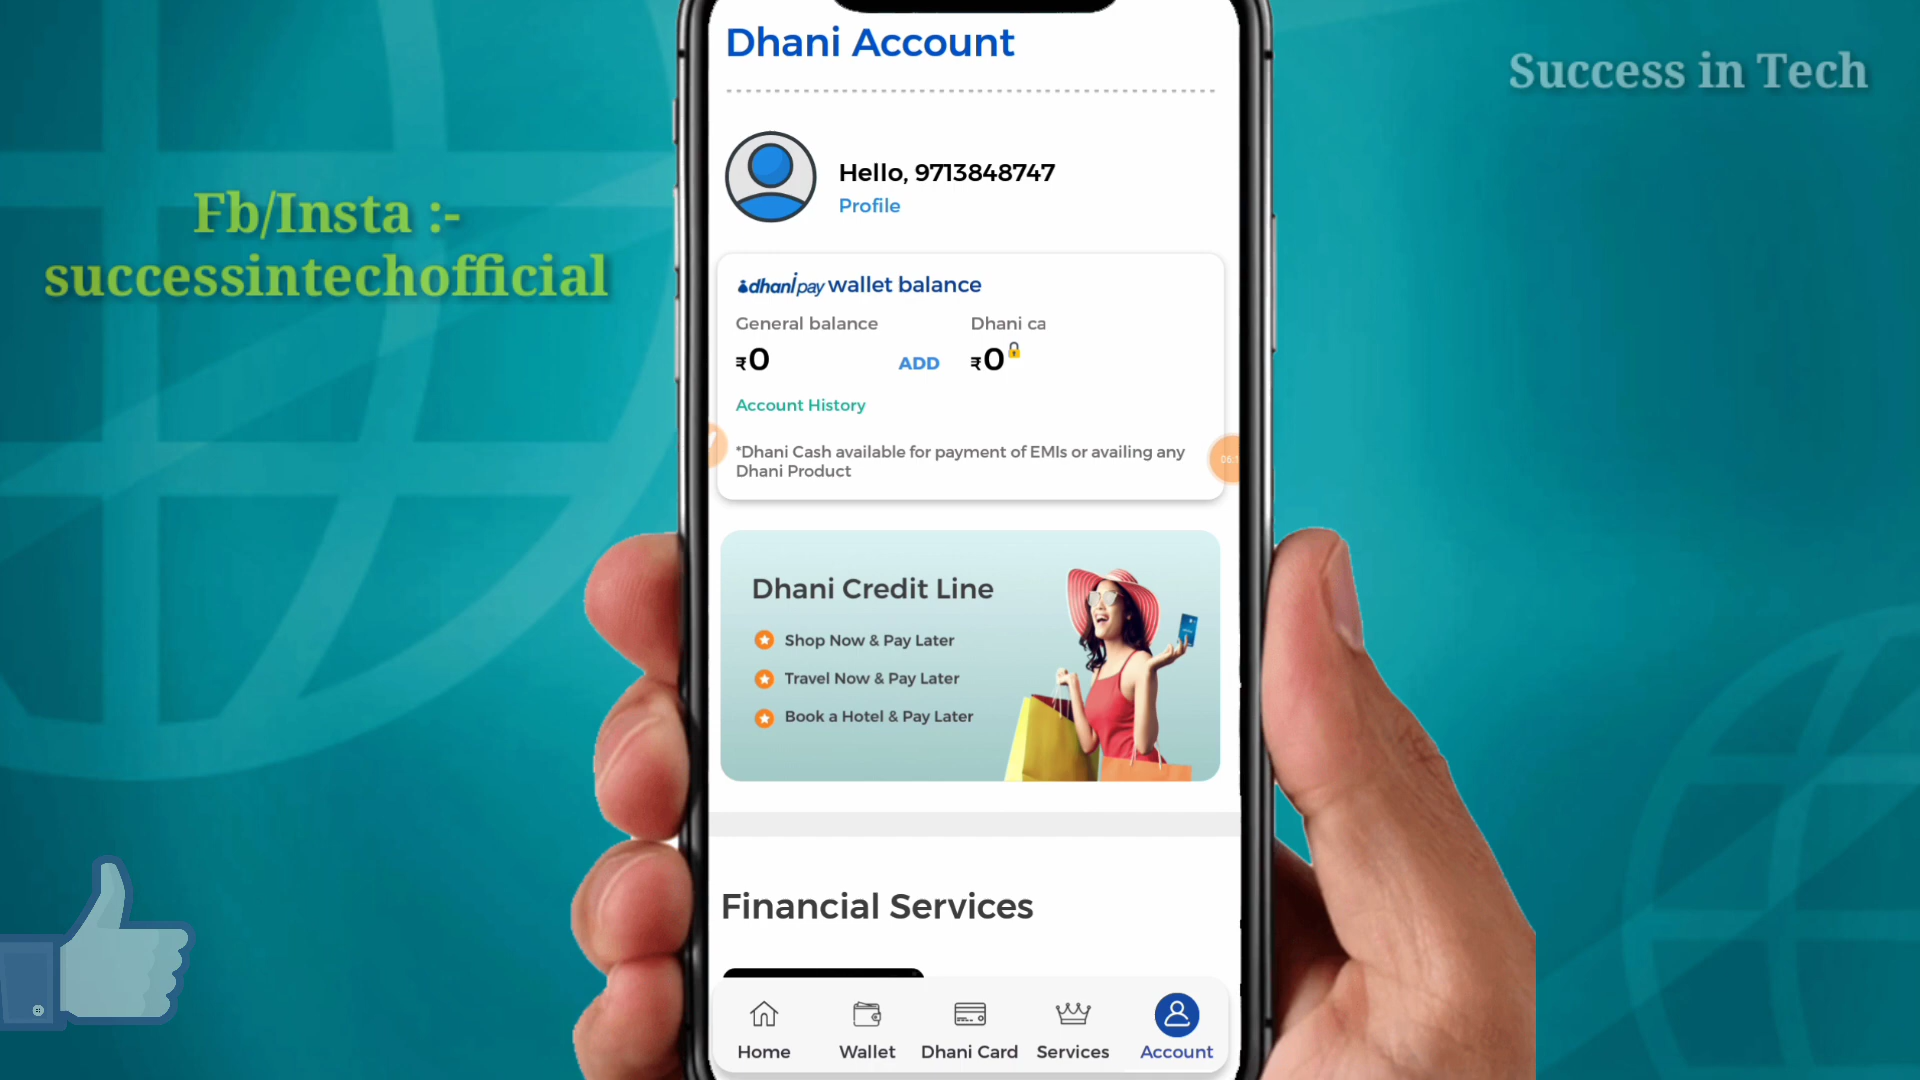 Dhani Account
Success in Tech
Hello, 9713848747
Profile
Fb/Insta :-
successintechofficial
dhani pay wallet balance
General balance
Dhani ca
₹0
ADD
₹0
Account History
*Dhani Cash available for payment of EMIs or availing any
Dhani Product
Dhani Credit Line
Shop Now & Pay Later
Travel Now & Pay Later
Book a Hotel & Pay Later
Financial Services
Home
Wallet
Dhani Card
Services
Account